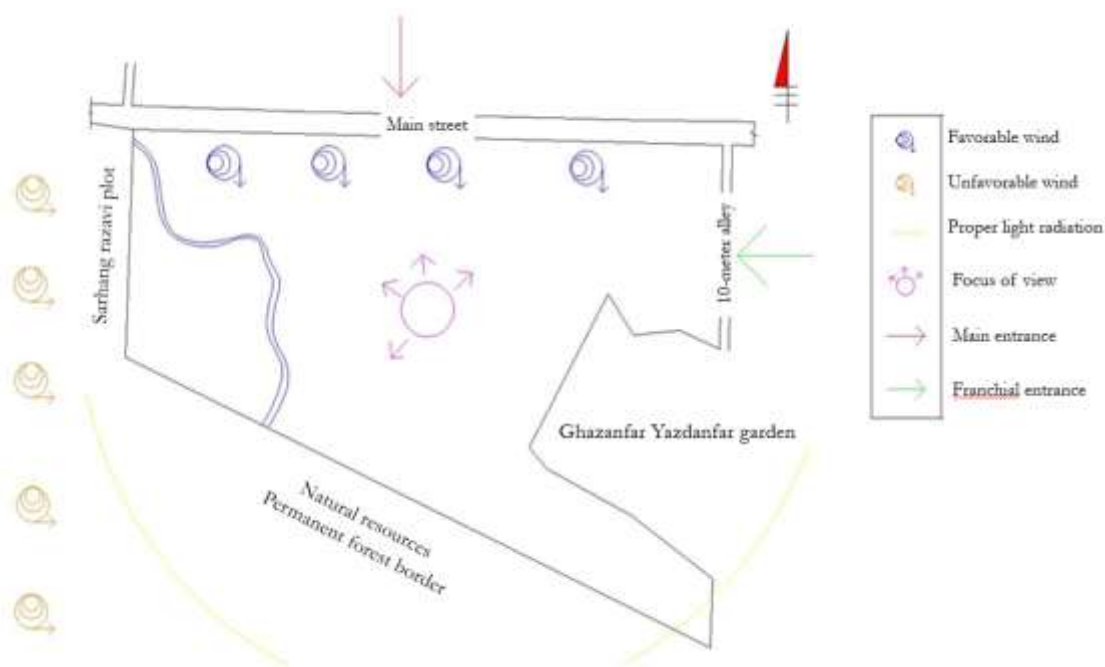 Main street
Sarhang razavi plot
10-meter alley
Ghazanfar Yazdanfar garden
Natural resources
Permanent forest border
Favorable wind
Unfavorable wind
Proper light radiation
Focus of view
Main entrance
Franchial entrance